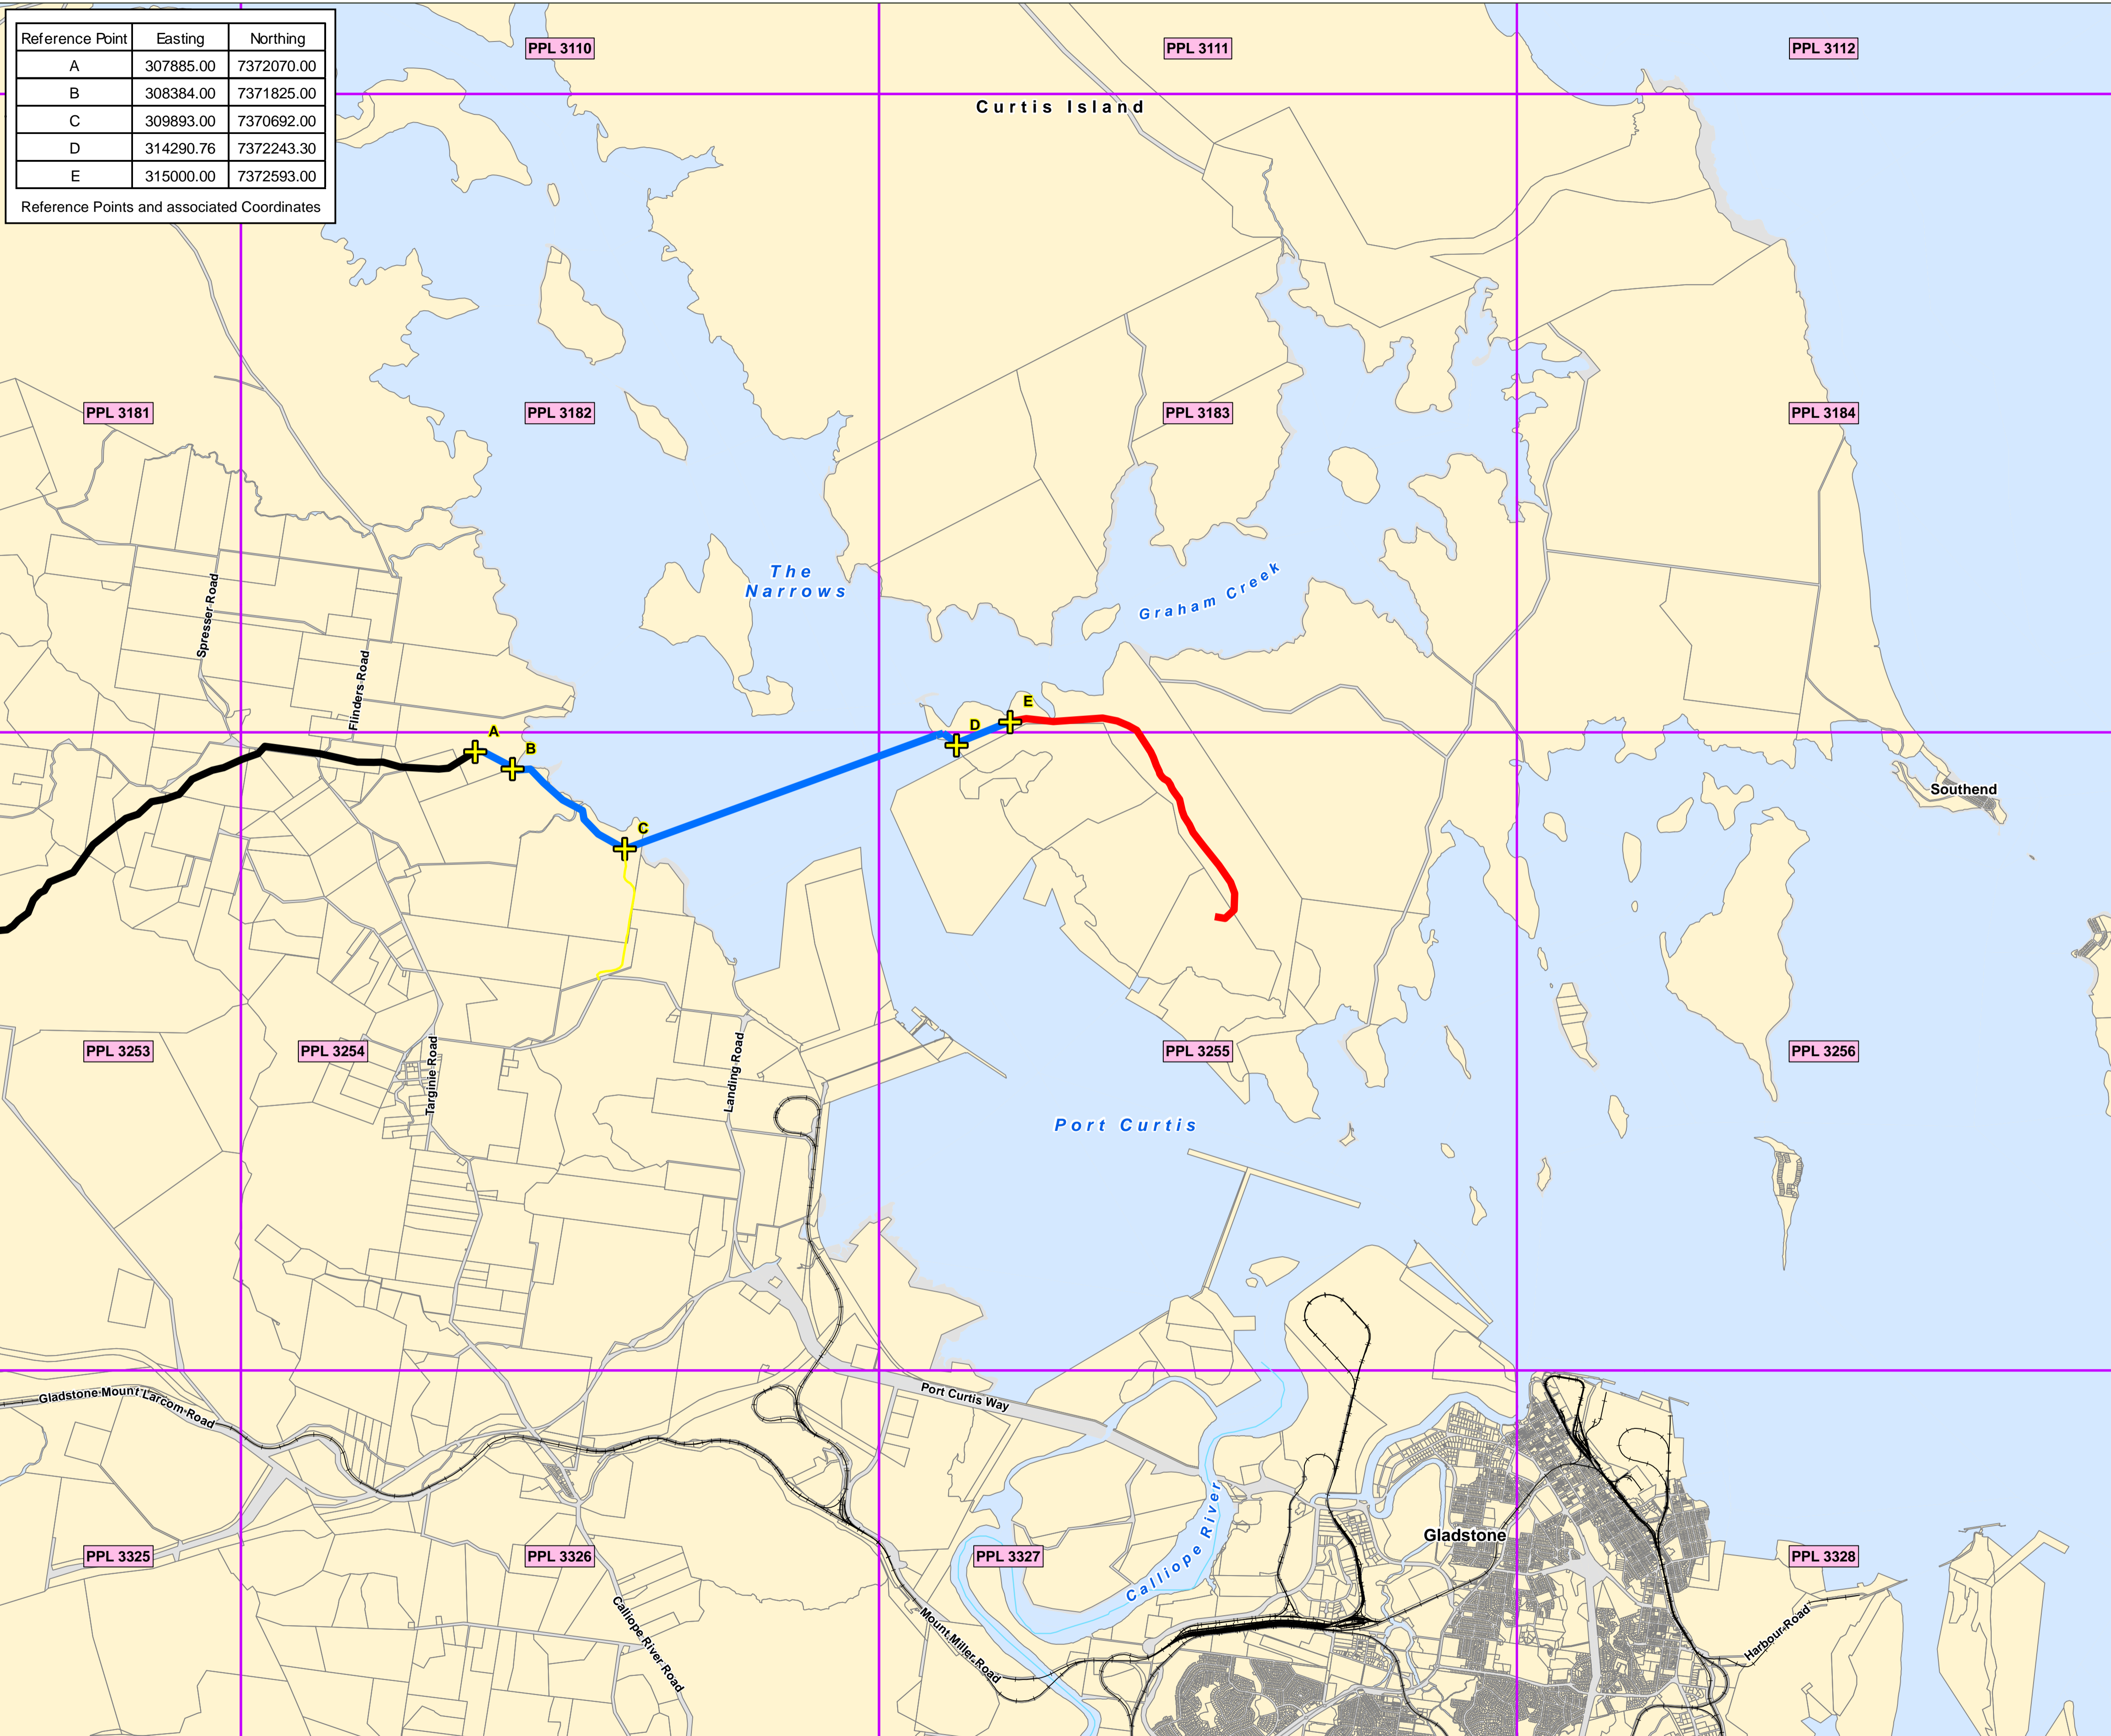 Reference Point Easting Northing
A 307885.00 7372070.00
B 308384.00 7371825.00
C 309893.00 7370692.00
D 314290.76 7372243.30
E 315000.00 7372593.00
Reference Points and associated Coordinates
PPL 3110
PPL 3111
PPL 3112
Curtis Island
PPL 3181
PPL 3182
PPL 3183
PPL 3184
The
Narrows
Graham Creek
Spresser Road
Flinders Road
A
B
C
D
E
Southend
PPL 3253
PPL 3254
PPL 3255
PPL 3256
Targinie Road
Landing Road
Port Curtis
Gladstone Mount Larcom Road
Port Curtis Way
PPL 3325
PPL 3326
PPL 3327
PPL 3328
Calliope River
Gladstone
Calliope River Road
Mount Miller Road
Harbour Road